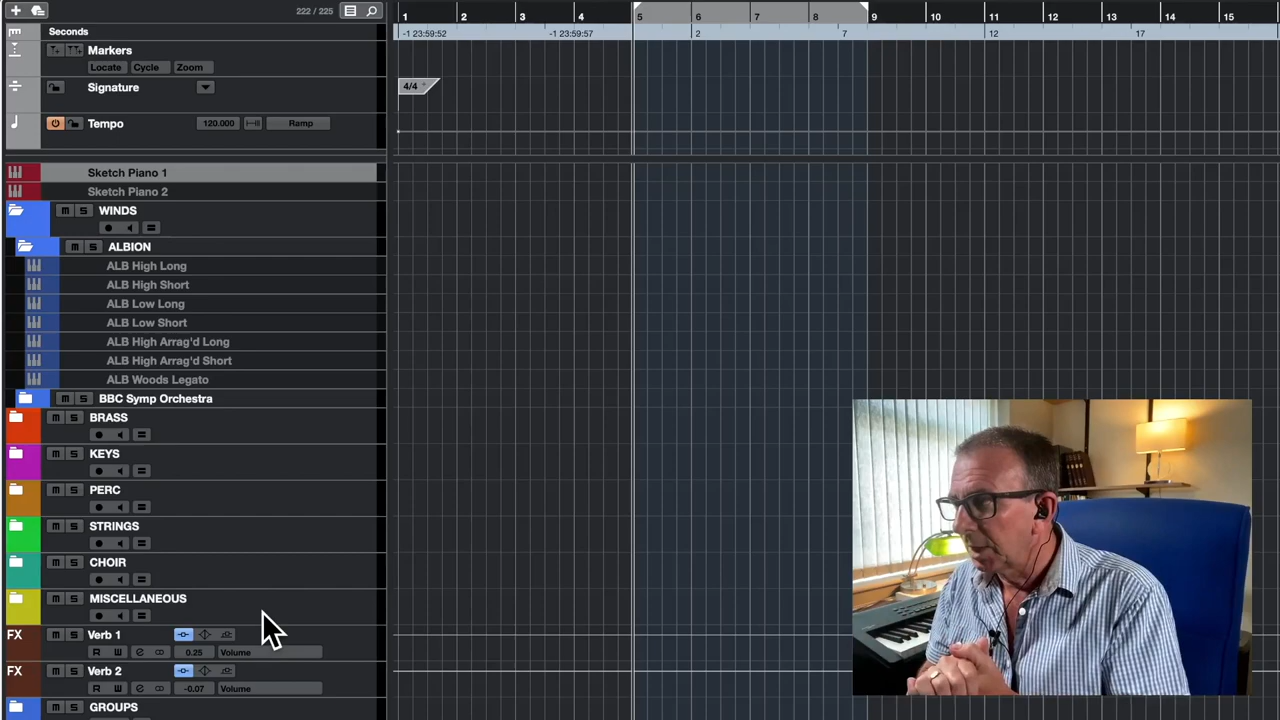 222 / 225
1 2 3 4 5 6 7 8 9 10 11 12 13 14 15
Seconds
-1 23:59:52 -1 23:59:57 2 7 12 17
Markers
Locate Cycle Zoom
Signature
4/4
Tempo 120.000 Ramp
Sketch Piano 1
Sketch Piano 2
m S WINDS
m S ALBION
ALB High Long
ALB High Short
ALB Low Long
ALB Low Short
ALB High Arrag'd Long
ALB High Arrag'd Short
ALB Woods Legato
m S BBC Symp Orchestra
m S BRASS
m S KEYS
m S PERC
m S STRINGS
m S CHOIR
m S MISCELLANEOUS
FX m S Verb 1
R W e 0.25 Volume
FX m S Verb 2
R W e -0.07 Volume
m S GROUPS